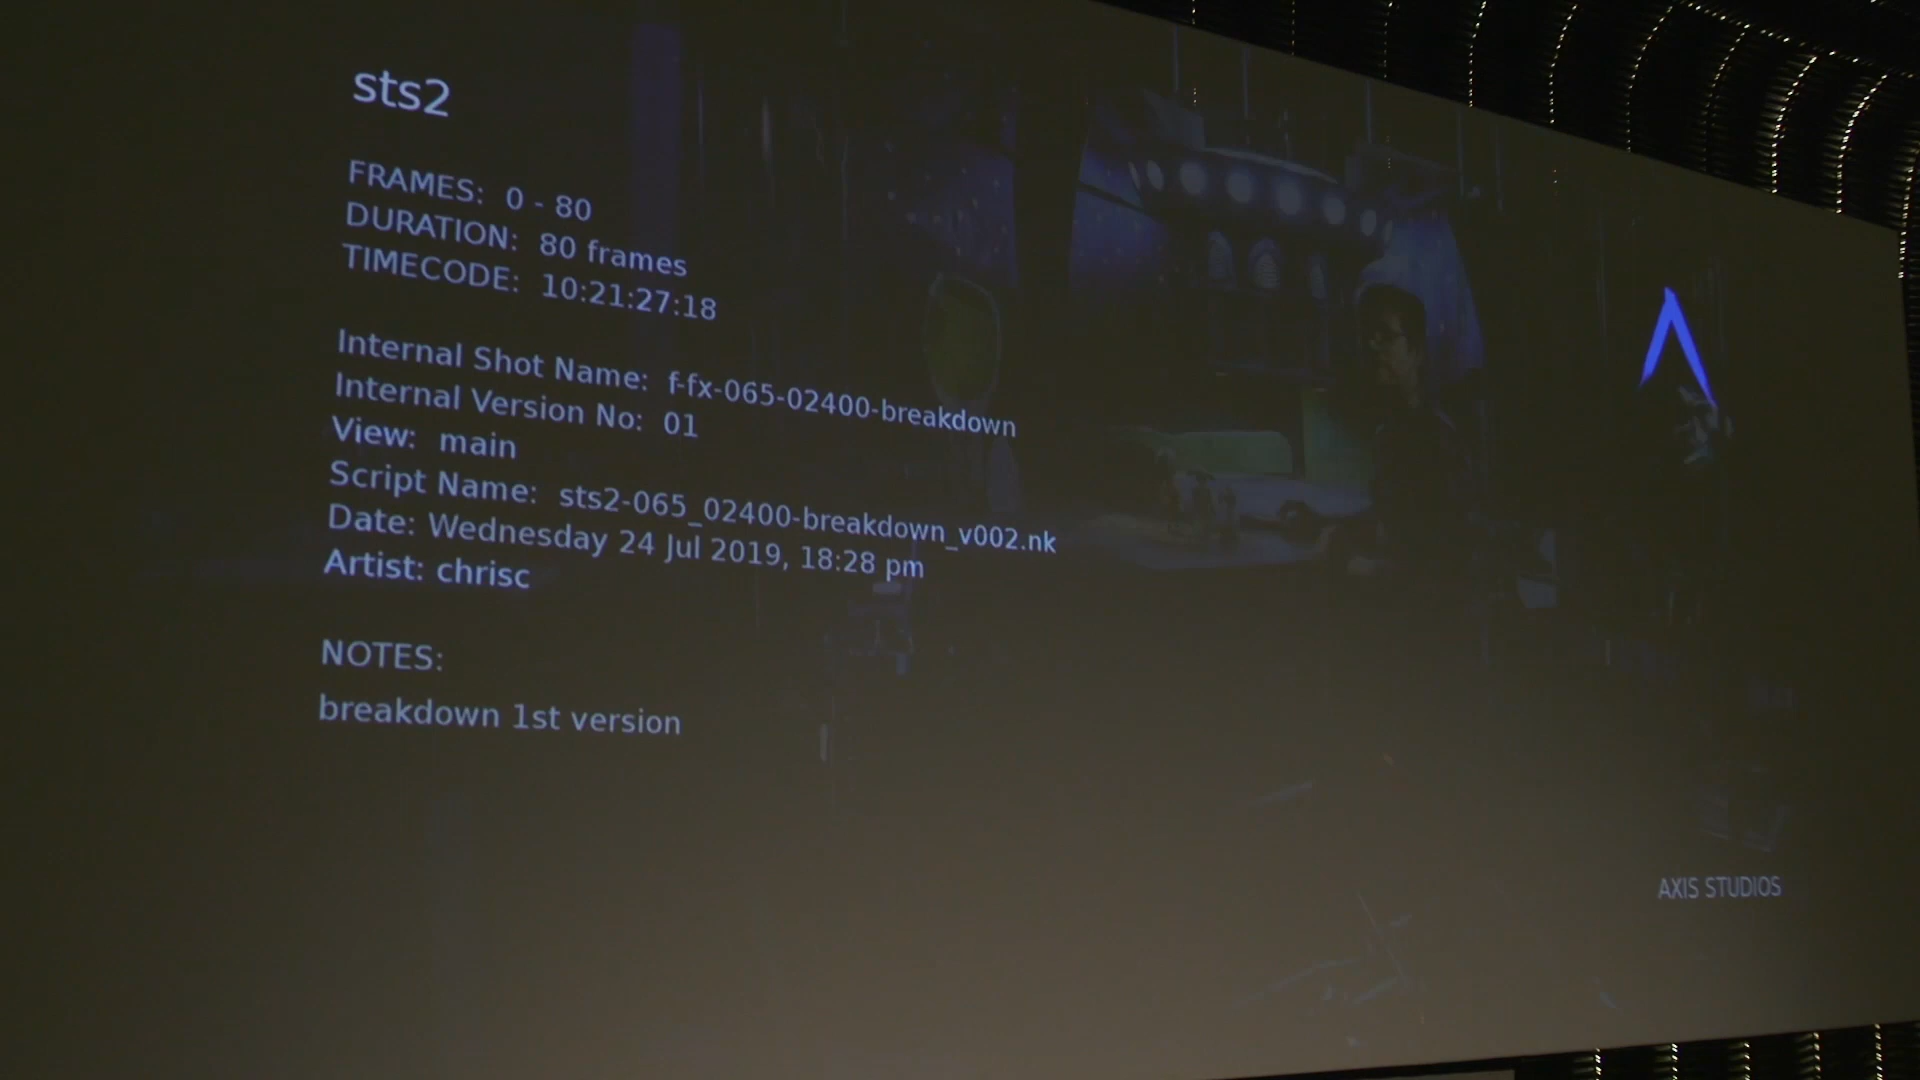 sts2
FRAMES: 0 - 80
DURATION: 80 frames
TIMECODE: 10:21:27:18
Internal Shot Name: f-fx-065-02400-breakdown
Internal Version No: 01
View: main
Script Name: sts2-065_02400-breakdown_v002.nk
Date: Wednesday 24 Jul 2019, 18:28 pm
Artist: chrisc
NOTES:
breakdown 1st version
AXIS STUDIOS